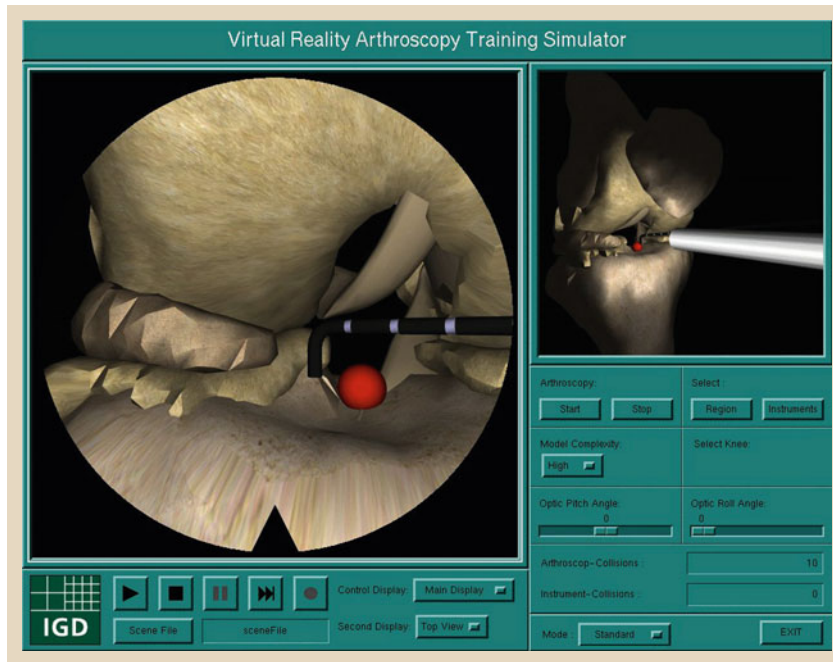 Virtual Reality Arthroscopy Training Simulator
Arthroscopy:
Start Stop
Select :
Region Instruments
Model Complexity:
High
Select Knee:
Optic Pitch Angle:
0
Optic Roll Angle:
0
Arthroscop-Collisions : 10
Instrument-Collisions : 0
Mode : Standard EXIT
IGD
Control Display: Main Display
Scene File sceneFile
Second Display: Top View